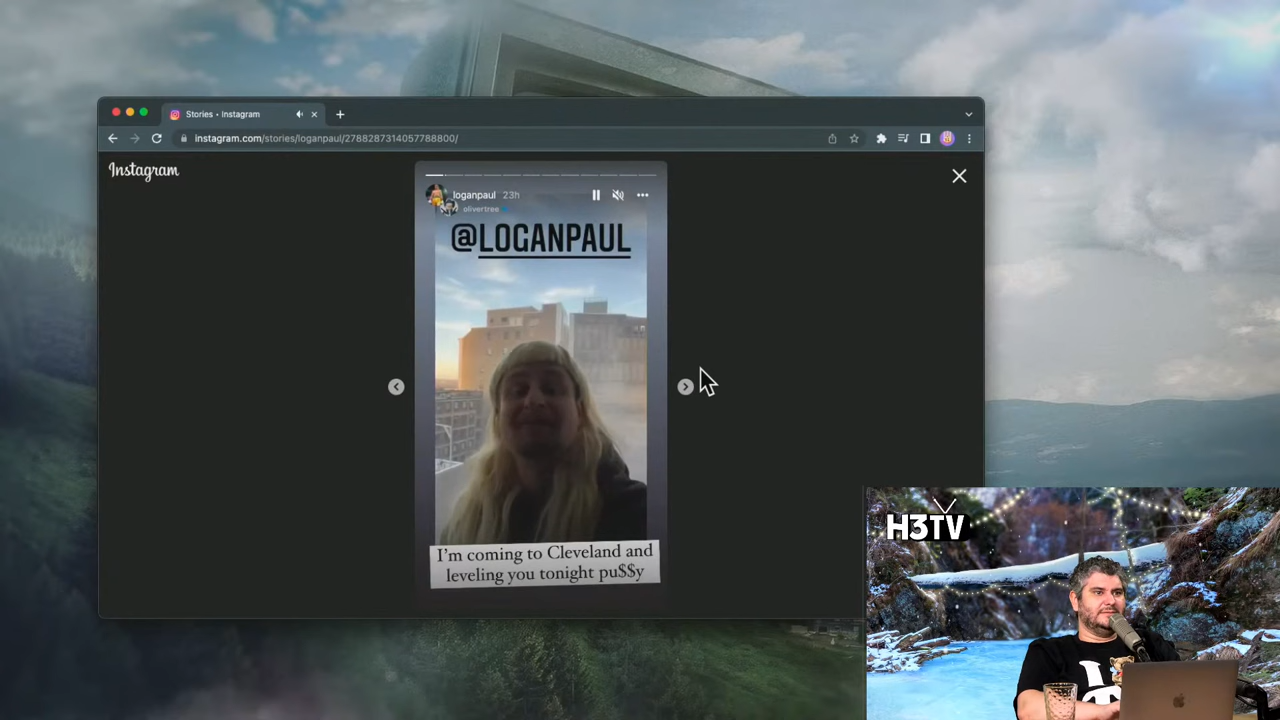 Stories • Instagram
instagram.com/stories/loganpaul/2788287314057788800/
Instagram
loganpaul 23h
olivertree
@LOGANPAUL
I'm coming to Cleveland and
leveling you tonight pu$$y
H3TV